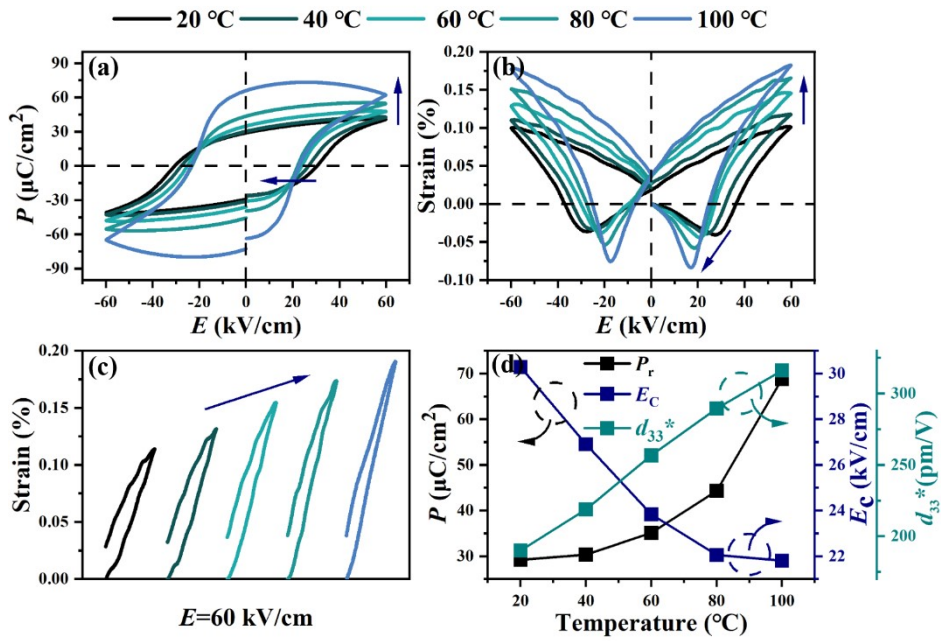 20 ℃ 40 ℃ 60 ℃ 80 ℃ 100 ℃
(a)
P (μC/cm²)
90
60
30
0
-30
-60
-90
-60 -40 -20 0 20 40 60
E (kV/cm)
(b)
Strain (%)
0.20
0.15
0.10
0.05
0.00
-0.05
-0.10
-60 -40 -20 0 20 40 60
E (kV/cm)
(c)
Strain (%)
0.20
0.15
0.10
0.05
0.00
E=60 kV/cm
(d)
Pr
EC
d33*
P (μC/cm²)
70
60
50
40
30
20 40 60 80 100
Temperature (℃)
30
28
26
24
22
EC (kV/cm)
300
250
200
d33* (pm/V)